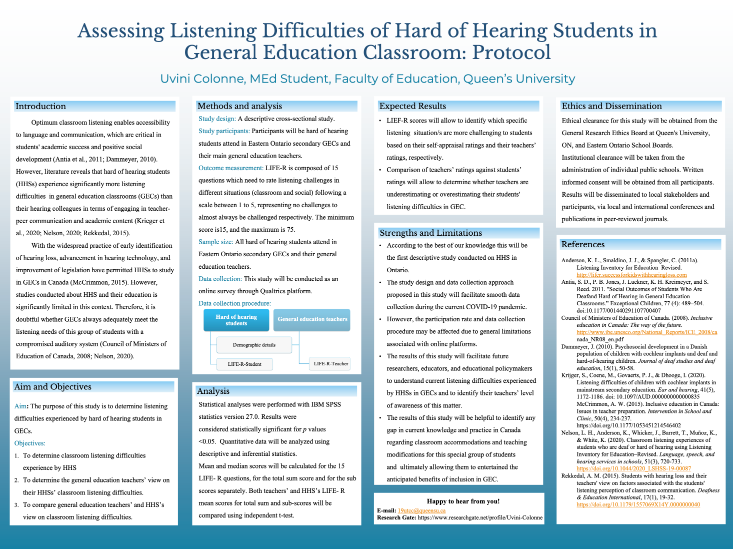 Assessing Listening Difficulties of Hard of Hearing Students in
General Education Classroom: Protocol
Uvini Colonne, MEd Student, Faculty of Education, Queen's University
Introduction
Optimum classroom listening enables accessibility
to language and communication, which are critical in
students' academic success and positive social
development (Antia et al., 2011; Dammeyer, 2010).
However, literature reveals that hard of hearing students
(HHSs) experience significantly more listening
difficulties in general education classrooms (GECs) than
their hearing colleagues in terms of engaging in teacher-
peer communication and academic content (Krieger et
al., 2020; Nelson, 2020; Rekkedal, 2015).
With the widespread practice of early identification
of hearing loss, advancement in hearing technology, and
improvement of legislation have permitted HHSs to study
in GECs in Canada (McCrimmon, 2015). However,
studies conducted about HHSs and their education is
significantly limited in this context. Therefore, it is
doubtful whether GECs always adequately meet the
listening needs of this group of students with a
compromised auditory system (Council of Ministers of
Education of Canada, 2008; Nelson, 2020).
Aim and Objectives
Aim: The purpose of this study is to determine listening
difficulties experienced by hard of hearing students in
GECs.
Objectives:
1. To determine classroom listening difficulties
experience by HHS
2. To determine the general education teachers' view
on their HHSs' classroom listening difficulties.
3. To compare general education teachers' and HHS's
view on classroom listening difficulties.
Methods and analysis
Study design: A descriptive cross-sectional study.
Study participants: Participants will be hard of hearing
students attend in Eastern Ontario secondary GECs and
their main general education teachers.
Outcome measurement: LIFE-R is composed of 15
questions which need to rate listening challenges in
different situations (classroom and social) following a
scale between 1 to 5, representing no challenges to
almost always be challenged respectively. The minimum
score is15, and the maximum is 75.
Sample size: All hard of hearing students attend in
Eastern Ontario secondary GECs and their general
education teachers.
Data collection: This study will be conducted as an
online survey through Qualtrics platform.
Data collection procedure:
Hard of hearing students
General education teachers
Demographic details
LIFE-R-Student
LIFE-R-Teacher
Analysis
Statistical analyses were performed with IBM SPSS
statistics version 27.0. Results were
considered statistically significant for p values
<0.05. Quantitative data will be analyzed using
descriptive and inferential statistics.
Mean and median scores will be calculated for the 15
LIFE- R questions, for the total sum score and for the sub
scores separately. Both teachers' and HHS's LIFE- R
mean scores for total sum and sub-scores will be
compared using independent t-test.
Expected Results
• LIEF-R scores will allow to identify which specific
listening situation/s are more challenging to students
based on their self-appraisal ratings and their teachers'
ratings, respectively.
• Comparison of teachers' ratings against students'
ratings will allow to determine whether teachers are
underestimating or overestimating their students'
listening difficulties in GEC.
Strengths and Limitations
• According to the best of our knowledge this will be
the first descriptive study conducted on HHS in
Ontario.
• The study design and data collection approach
proposed in this study will facilitate smooth data
collection during the current COVID-19 pandemic.
• However, the participation rate and data collection
procedure may be affected due to general limitations
associated with online platforms.
• The results of this study will facilitate future
researchers, educators, and educational policymakers
to understand current listening difficulties experienced
by HHSs in GECs and to identify their teachers' level
of awareness of this matter.
• The results of this study will be helpful to identify any
gap in current knowledge and practice in Canada
regarding classroom accommodations and teaching
modifications for this special group of students
and ultimately allowing them to entertained the
anticipated benefits of inclusion in GEC.
Happy to hear from you!
E-mail:
Research Gate: https://www.researchgate.net/profile/Uvini-Colonne
Ethics and Dissemination
Ethical clearance for this study will be obtained from the
General Research Ethics Board at Queen's University,
ON, and Eastern Ontario School Boards.
Institutional clearance will be taken from the
administration of individual public schools. Written
informed consent will be obtained from all participants.
Results will be disseminated to local stakeholders and
participants, via local and international conferences and
publications in peer-reviewed journals.
References
Anderson, K. L., Smaldino, J. J., & Spangler, C. (2011a).
Listening Inventory for Education Revised.
Antia, S. D., P. B. Jones, J. Luckner, K. H. Kreimeyer, and S.
Reed. 2011. "Social Outcomes of Students Who Are
Deaf and Hard of Hearing in General Education
Classrooms." Exceptional Children, 77 (4): 489–504.
doi:10.1177/001440291107700407
Council of Ministers of Education of Canada. (2008). Inclusive
education in Canada: The way of the future.
Dammeyer, J. (2010). Psychosocial development in a Danish
population of children with cochlear implants and deaf and
hard-of-hearing children. Journal of deaf studies and deaf
education, 15(1), 50-58.
Krijger, S., Coene, M., Govaerts, P. J., & Dhooge, I. (2020).
Listening difficulties of children with cochlear implants in
mainstream secondary education. Ear and hearing, 41(5),
1172-1186. doi: 10.1097/AUD.0000000000000835
McCrimmon, A. W. (2015). Inclusive education in Canada:
Issues in teacher preparation. Intervention in School and
Clinic, 50(4), 234-237.
https://doi.org/10.1177/1053451214546402
Nelson, L. H., Anderson, K., Whicker, J., Barrett, T., Muñoz, K.,
& White, K. (2020). Classroom listening experiences of
students who are deaf or hard of hearing using Listening
Inventory for Education–Revised. Language, speech, and
hearing services in schools, 51(3), 720-733.
https://doi.org/10.1044/2020_LSHSS-19-00087
Rekkedal, A. M. (2015). Students with hearing loss and their
teachers' view on factors associated with the students'
listening perception of classroom communication. Deafness
& Education International, 17(1), 19-32.